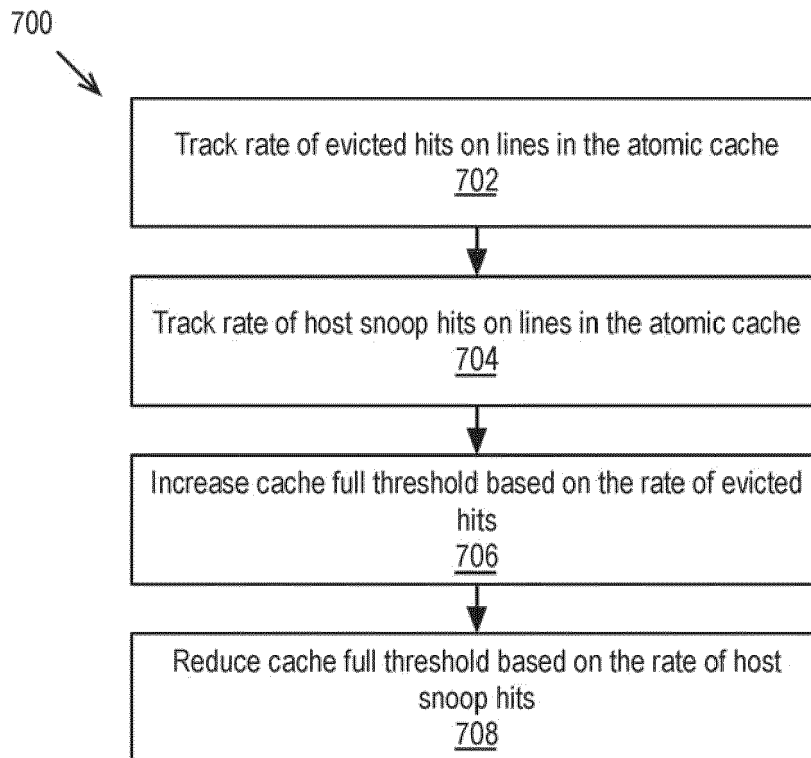 700
Track rate of evicted hits on lines in the atomic cache
702
Track rate of host snoop hits on lines in the atomic cache
704
Increase cache full threshold based on the rate of evicted
hits
706
Reduce cache full threshold based on the rate of host
snoop hits
708